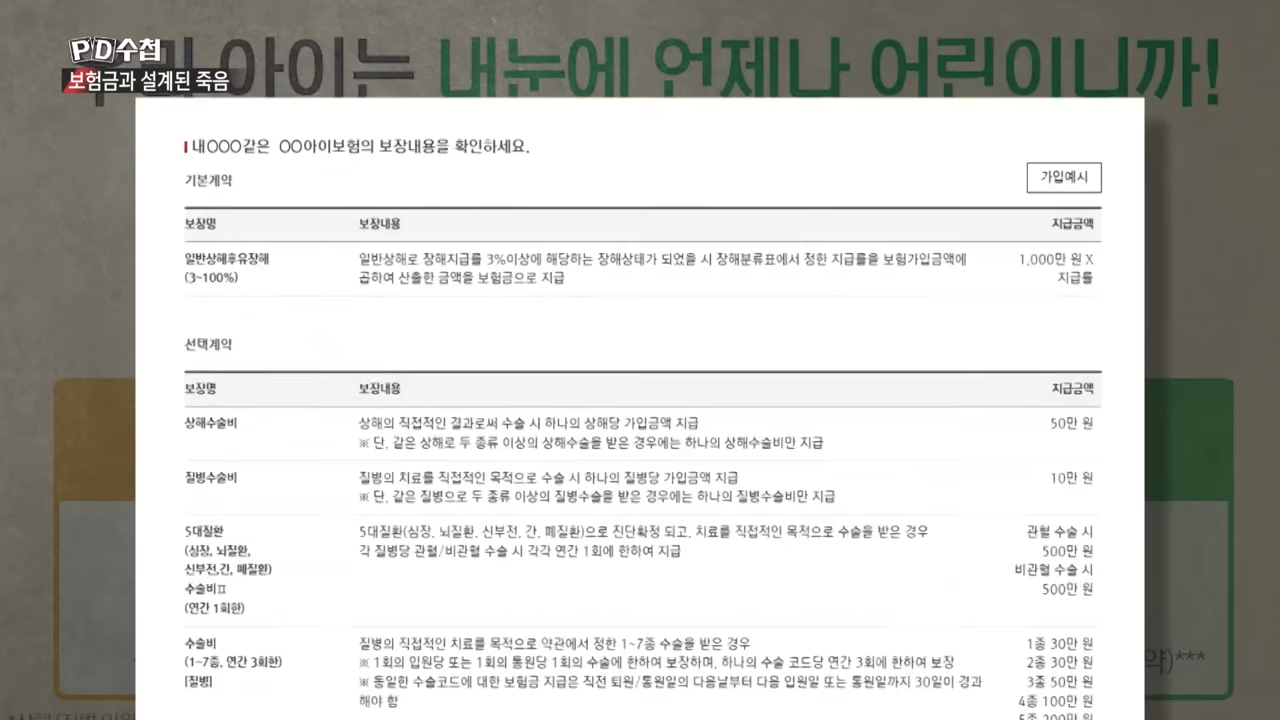 PD수첩
보험금과 설계된 죽음
아이는 내눈에 언제나 어린이니까!
내○○○같은 ○○아이보험의 보장내용을 확인하세요.
기본계약
가입예시
보장명 보장내용 지급금액
일반상해후유장해 일반상해로 장해지급률 3%이상에 해당하는 장해상태가 되었을 시 장해분류표에서 정한 지급률을 보험가입금액에 1,000만 원 X
(3~100%) 곱하여 산출한 금액을 보험금으로 지급 지급률
선택계약
보장명 보장내용 지급금액
상해수술비 상해의 직접적인 결과로써 수술 시 하나의 상해당 가입금액 지급 50만 원
※ 단, 같은 상해로 두 종류 이상의 상해수술을 받은 경우에는 하나의 상해수술비만 지급
질병수술비 질병의 치료를 직접적인 목적으로 수술 시 하나의 질병당 가입금액 지급 10만 원
※ 단, 같은 질병으로 두 종류 이상의 질병수술을 받은 경우에는 하나의 질병수술비만 지급
5대질환 5대질환(심장, 뇌질환, 신부전, 간, 폐질환)으로 진단확정 되고, 치료를 직접적인 목적으로 수술을 받은 경우 관혈 수술 시
(심장, 뇌질환, 각 질병당 관혈/비관혈 수술 시 각각 연간 1회에 한하여 지급 500만 원
신부전,간, 폐질환) 비관혈 수술 시
수술비Ⅱ 500만 원
(연간 1회한)
수술비 질병의 직접적인 치료를 목적으로 약관에서 정한 1~7종 수술을 받은 경우 1종 30만 원
(1~7종, 연간 3회한) ※ 1회의 입원당 또는 1회의 통원당 1회의 수술에 한하여 보장하며, 하나의 수술 코드당 연간 3회에 한하여 보장 2종 30만 원
[질병] ※ 동일한 수술코드에 대한 보험금 지급은 직전 퇴원/통원일의 다음날부터 다음 입원일 또는 통원일까지 30일이 경과 3종 50만 원
해야 함 4종 100만 원
5종 200만 원
약)***